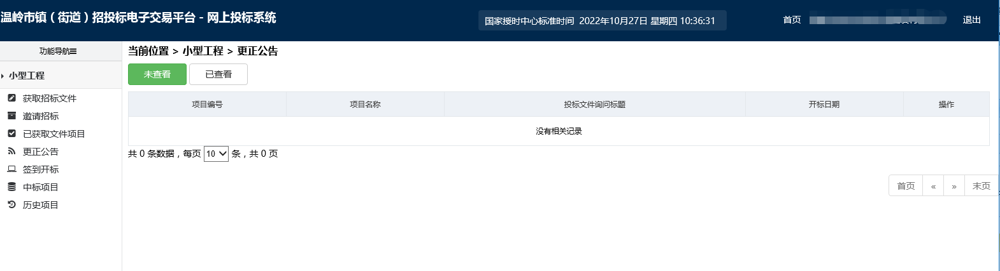 温岭市镇（街道）招投标电子交易平台 - 网上投标系统
国家授时中心标准时间 2022年10月27日 星期四 10:36:31
首页
退出
功能导航
小型工程
获取招标文件
邀请招标
已获取文件项目
更正公告
签到开标
中标项目
历史项目
当前位置 > 小型工程 > 更正公告
未查看 已查看
项目编号 项目名称 投标文件询问标题 开标日期 操作
没有相关记录
共 0 条数据，每页 10 条，共 0 页
首页 « » 末页